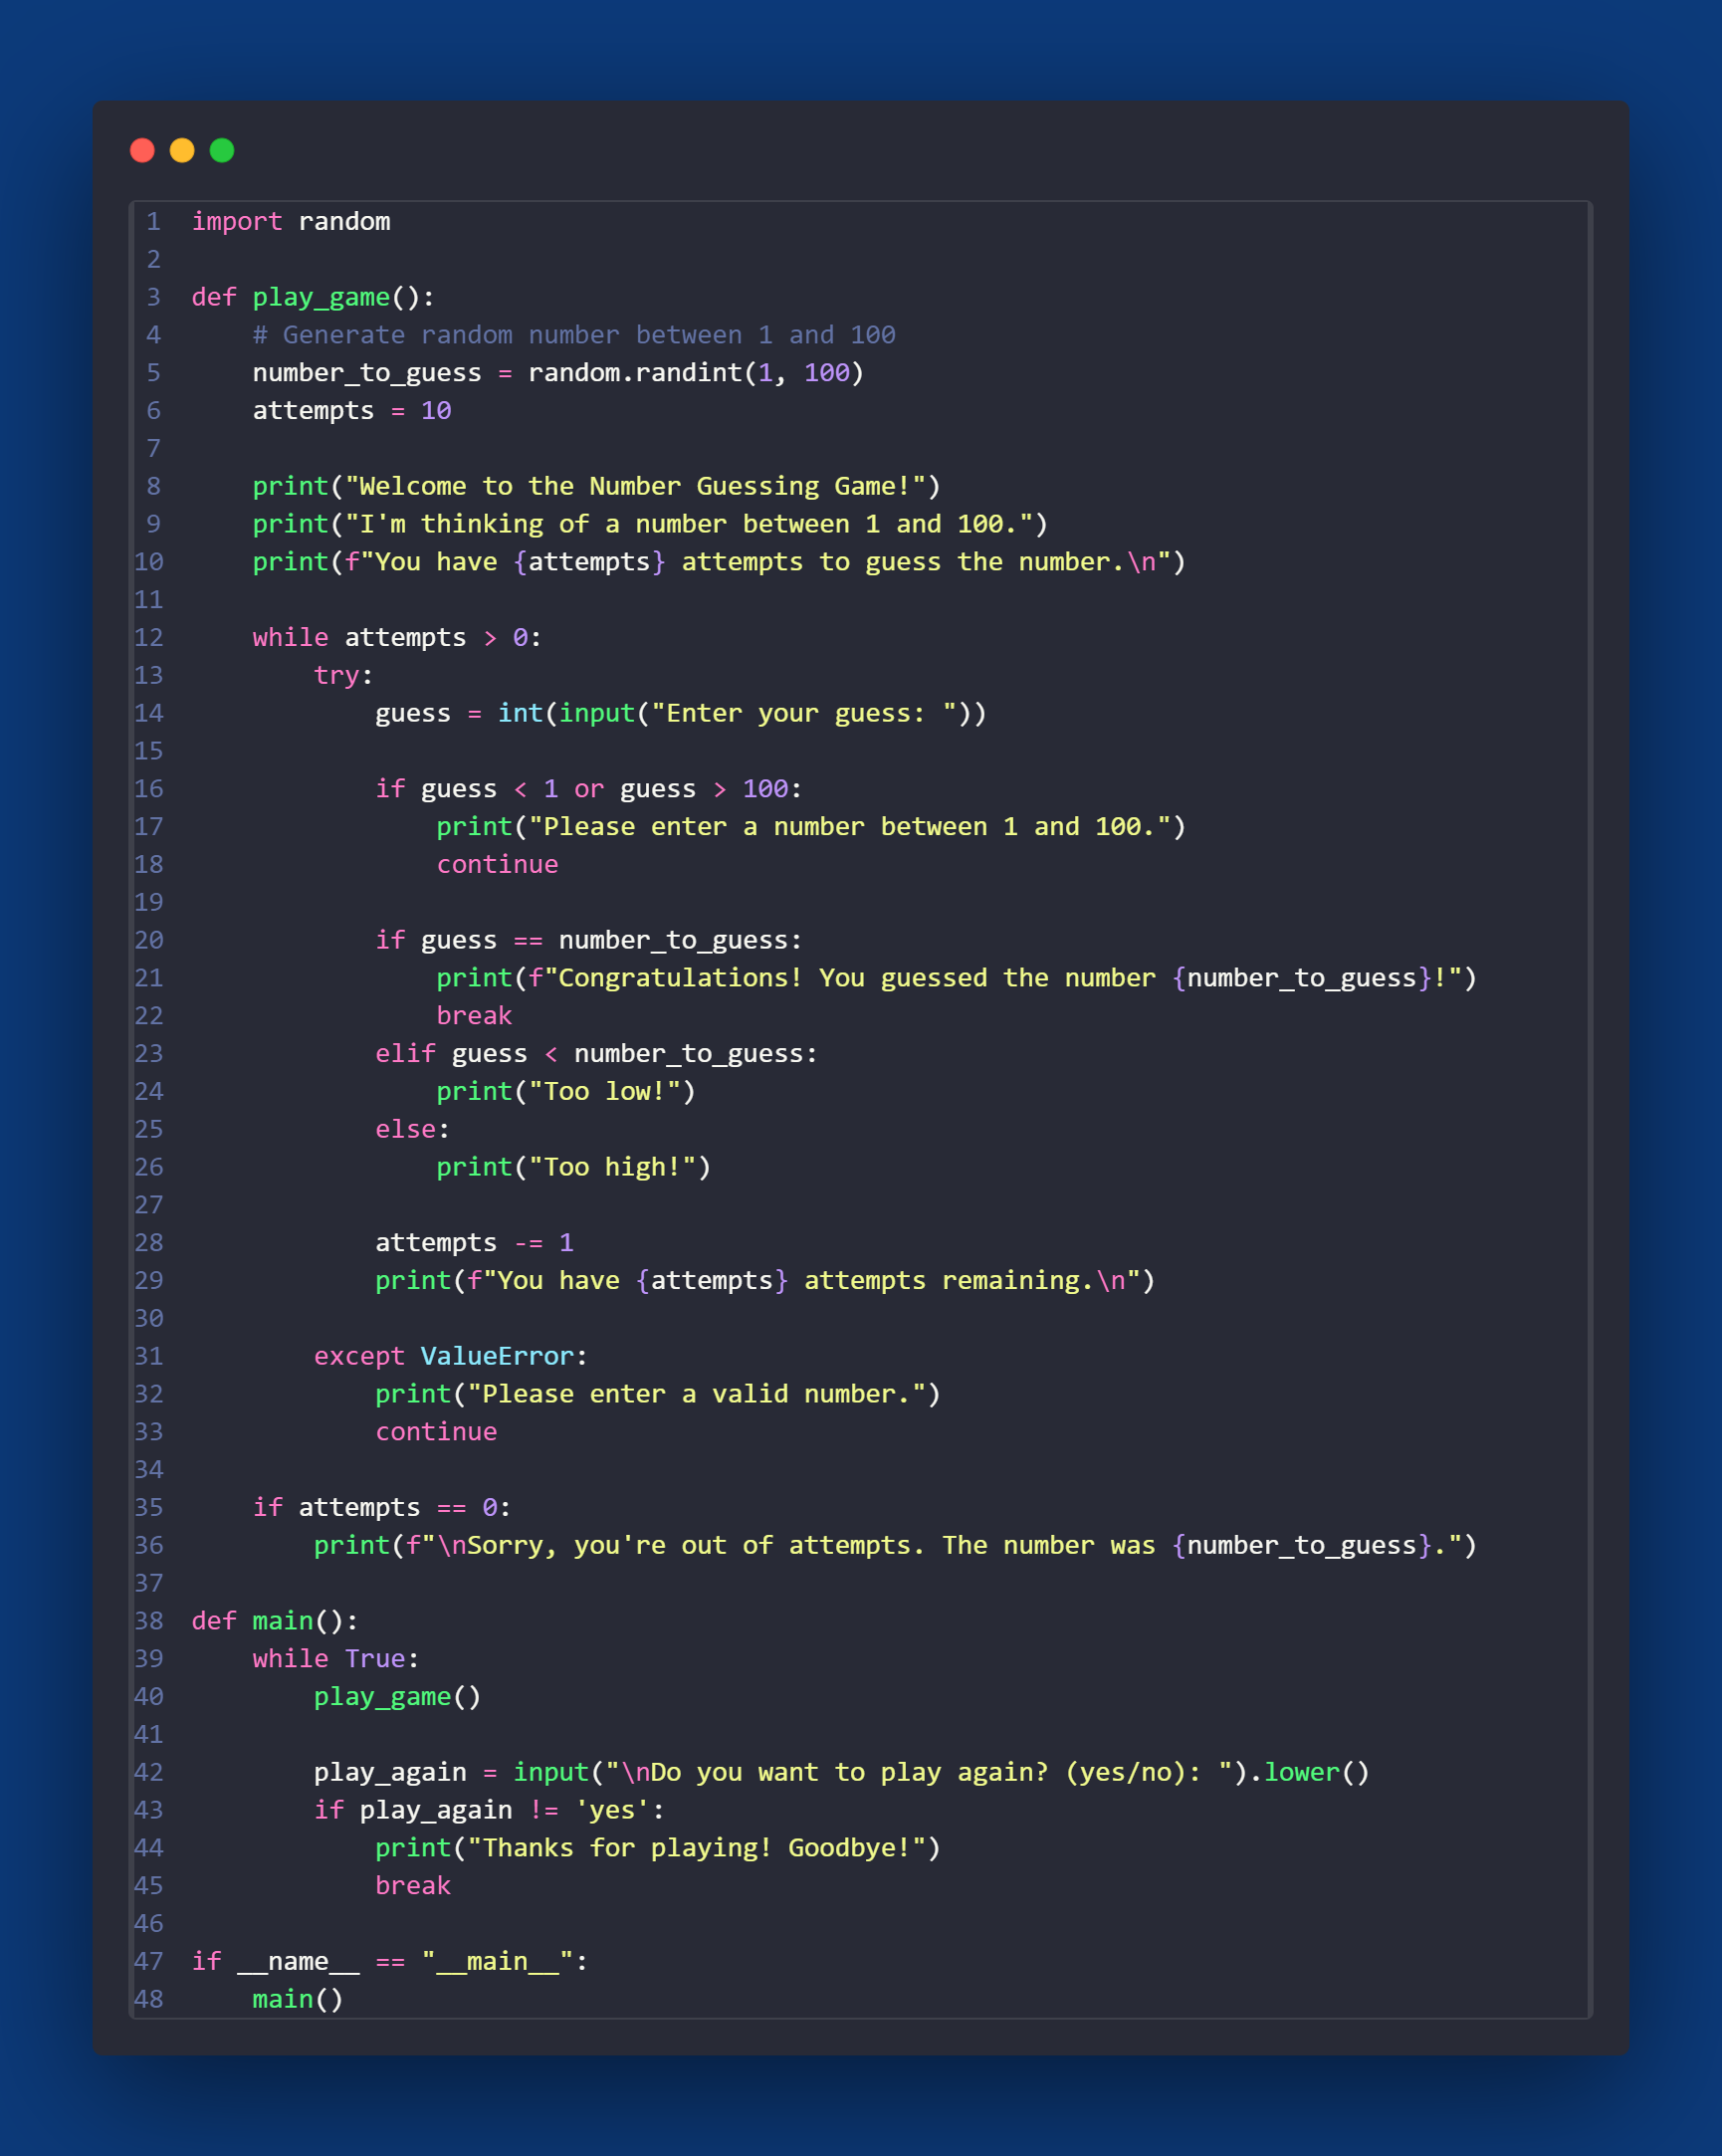 1 import random
2
3 def play_game():
4     # Generate random number between 1 and 100
5     number_to_guess = random.randint(1, 100)
6     attempts = 10
7
8     print("Welcome to the Number Guessing Game!")
9     print("I'm thinking of a number between 1 and 100.")
10     print(f"You have {attempts} attempts to guess the number.\n")
11
12     while attempts > 0:
13         try:
14             guess = int(input("Enter your guess: "))
15
16             if guess < 1 or guess > 100:
17                 print("Please enter a number between 1 and 100.")
18                 continue
19
20             if guess == number_to_guess:
21                 print(f"Congratulations! You guessed the number {number_to_guess}!")
22                 break
23             elif guess < number_to_guess:
24                 print("Too low!")
25             else:
26                 print("Too high!")
27
28             attempts -= 1
29             print(f"You have {attempts} attempts remaining.\n")
30
31         except ValueError:
32             print("Please enter a valid number.")
33             continue
34
35     if attempts == 0:
36         print(f"\nSorry, you're out of attempts. The number was {number_to_guess}.")
37
38 def main():
39     while True:
40         play_game()
41
42         play_again = input("\nDo you want to play again? (yes/no): ").lower()
43         if play_again != 'yes':
44             print("Thanks for playing! Goodbye!")
45             break
46
47 if __name__ == "__main__":
48     main()